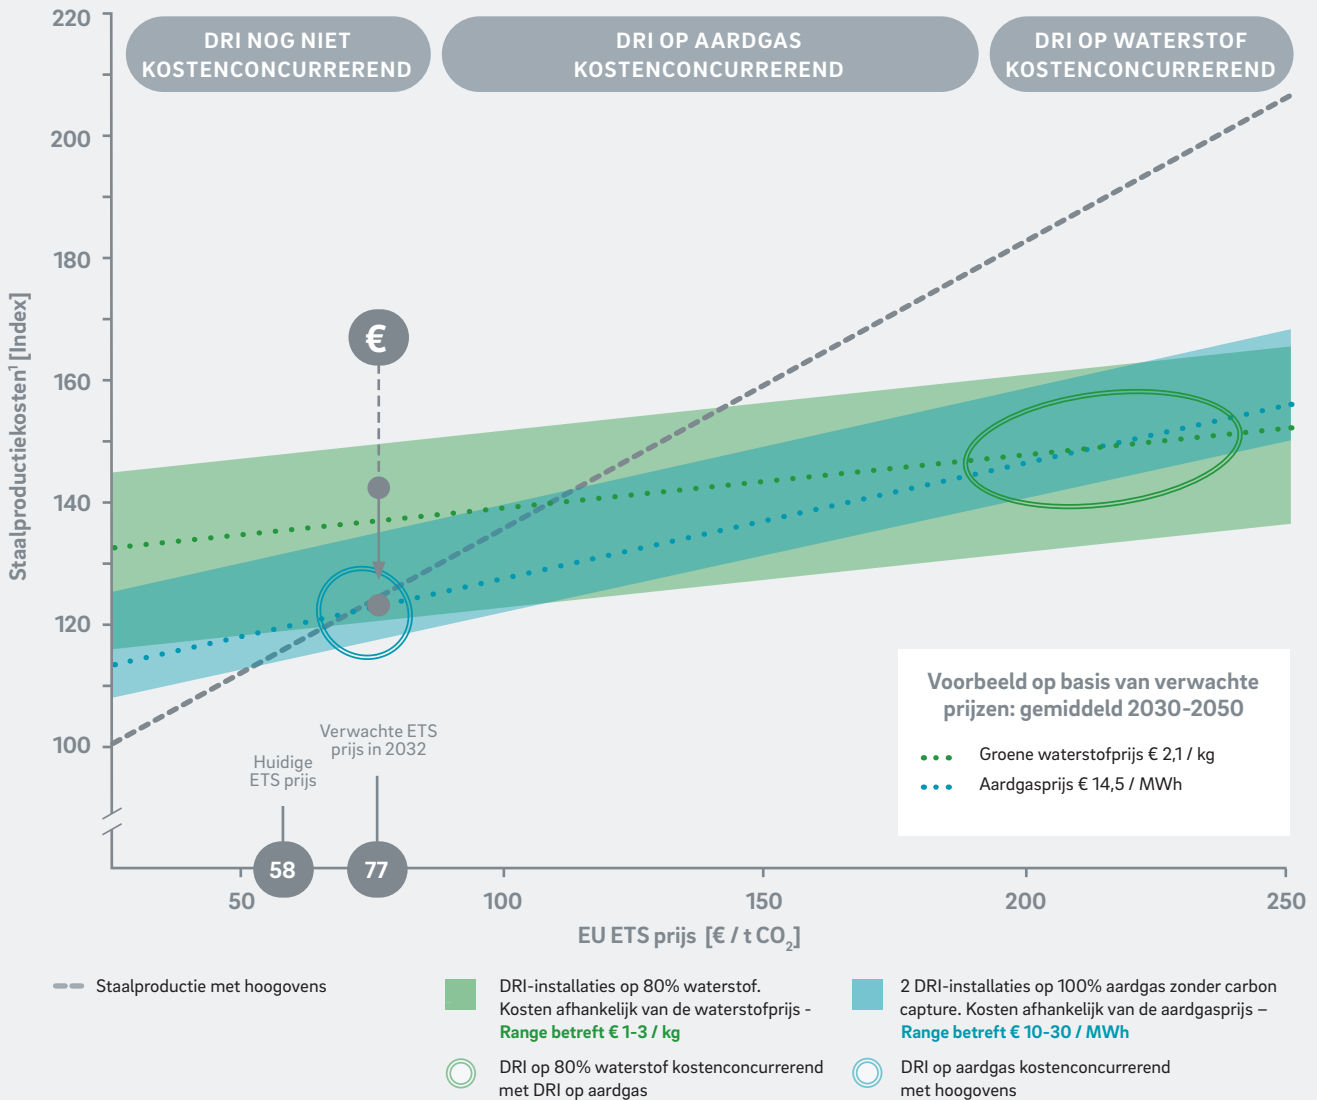 DRI NOG NIET
KOSTENCONCURREREND
DRI OP AARDGAS
KOSTENCONCURREREND
DRI OP WATERSTOF
KOSTENCONCURREREND
Staalproductiekosten¹ [Index]
220
200
180
160
140
120
100
€
Huidige
ETS prijs
Verwachte ETS
prijs in 2032
58
77
Voorbeeld op basis van verwachte
prijzen: gemiddeld 2030-2050
Groene waterstofprijs € 2,1 / kg
Aardgasprijs € 14,5 / MWh
50
100
150
200
250
EU ETS prijs [€ / t CO₂]
Staalproductie met hoogovens
DRI-installaties op 80% waterstof.
Kosten afhankelijk van de waterstofprijs -
Range betreft € 1-3 / kg
DRI op 80% waterstof kostenconcurrerend
met DRI op aardgas
2 DRI-installaties op 100% aardgas zonder carbon
capture. Kosten afhankelijk van de aardgasprijs –
Range betreft € 10-30 / MWh
DRI op aardgas kostenconcurrerend
met hoogovens